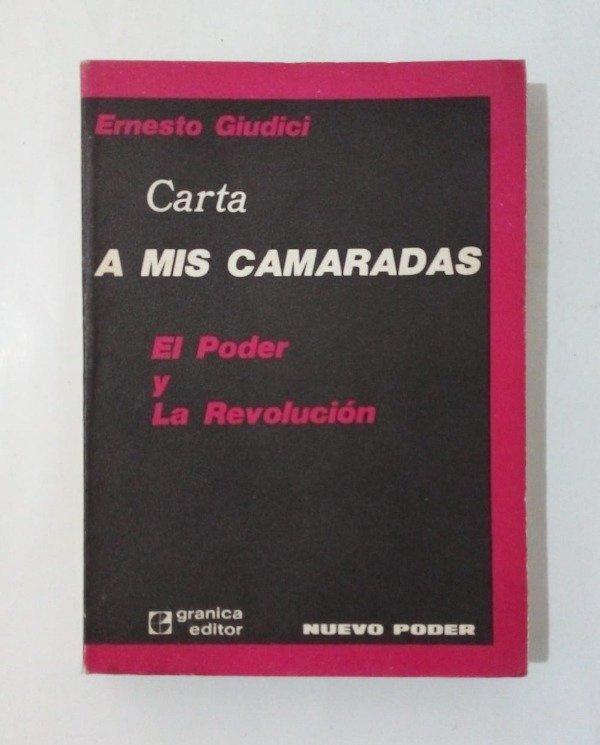 Ernesto Giudici
Carta
A MIS CAMARADAS
El Poder
y
La Revolución
granica
editor
NUEVO PODER